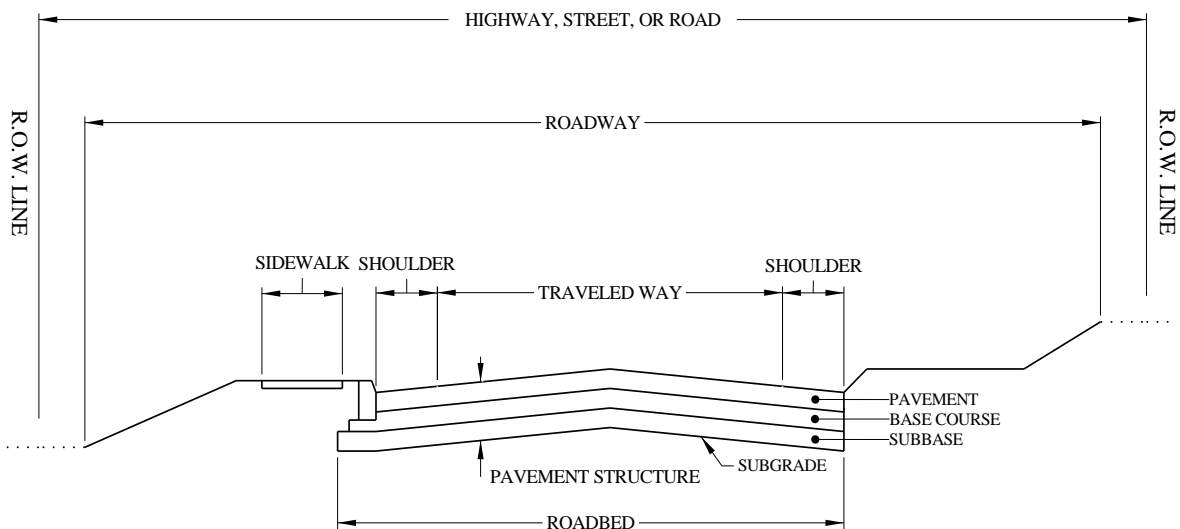 HIGHWAY, STREET, OR ROAD
R.O.W. LINE
R.O.W. LINE
ROADWAY
SIDEWALK
SHOULDER
SHOULDER
TRAVELED WAY
PAVEMENT
BASE COURSE
SUBBASE
SUBGRADE
PAVEMENT STRUCTURE
ROADBED